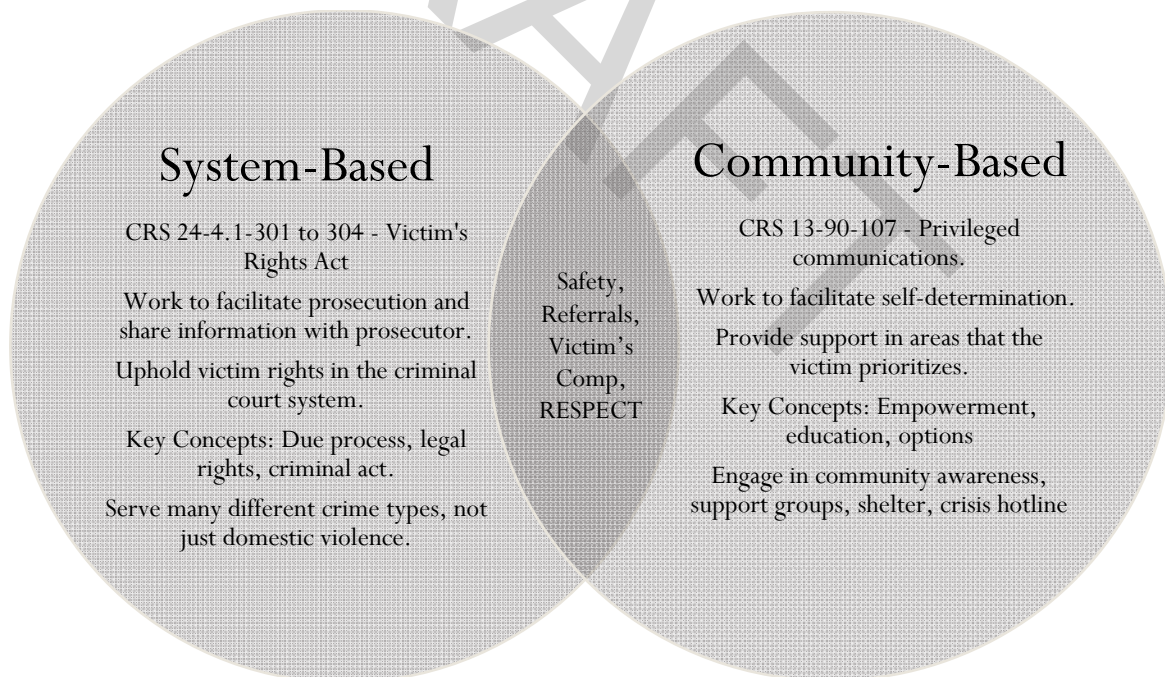 System-Based
CRS 24-4.1-301 to 304 - Victim's
Rights Act
Work to facilitate prosecution and
share information with prosecutor.
Uphold victim rights in the criminal
court system.
Key Concepts: Due process, legal
rights, criminal act.
Serve many different crime types, not
just domestic violence.
Safety,
Referrals,
Victim’s
Comp,
RESPECT
Community-Based
CRS 13-90-107 - Privileged
communications.
Work to facilitate self-determination.
Provide support in areas that the
victim prioritizes.
Key Concepts: Empowerment,
education, options
Engage in community awareness,
support groups, shelter, crisis hotline
RAFT